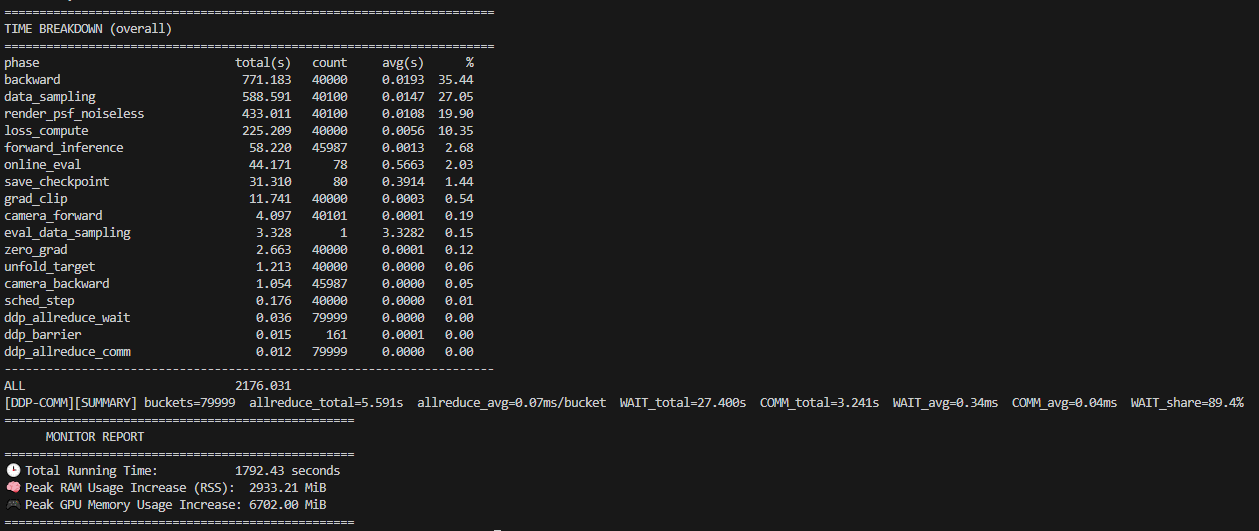 ======================================================================
TIME BREAKDOWN (overall)
======================================================================
phase total(s) count avg(s) %
backward 771.183 40000 0.0193 35.44
data_sampling 588.591 40100 0.0147 27.05
render_psf_noiseless 433.011 40100 0.0108 19.90
loss_compute 225.209 40000 0.0056 10.35
forward_inference 58.220 45987 0.0013 2.68
online_eval 44.171 78 0.5663 2.03
save_checkpoint 31.310 80 0.3914 1.44
grad_clip 11.741 40000 0.0003 0.54
camera_forward 4.097 40101 0.0001 0.19
eval_data_sampling 3.328 1 3.3282 0.15
zero_grad 2.663 40000 0.0001 0.12
unfold_target 1.213 40000 0.0000 0.06
camera_backward 1.054 45987 0.0000 0.05
sched_step 0.176 40000 0.0000 0.01
ddp_allreduce_wait 0.036 79999 0.0000 0.00
ddp_barrier 0.015 161 0.0001 0.00
ddp_allreduce_comm 0.012 79999 0.0000 0.00
----------------------------------------------------------------------
ALL 2176.031
[DDP-COMM][SUMMARY] buckets=79999 allreduce_total=5.591s allreduce_avg=0.07ms/bucket WAIT_total=27.400s COMM_total=3.241s WAIT_avg=0.34ms COMM_avg=0.04ms WAIT_share=89.4%
==================================================
MONITOR REPORT
==================================================
🕒 Total Running Time: 1792.43 seconds
🧠 Peak RAM Usage Increase (RSS): 2933.21 MiB
🎮 Peak GPU Memory Usage Increase: 6702.00 MiB
==================================================